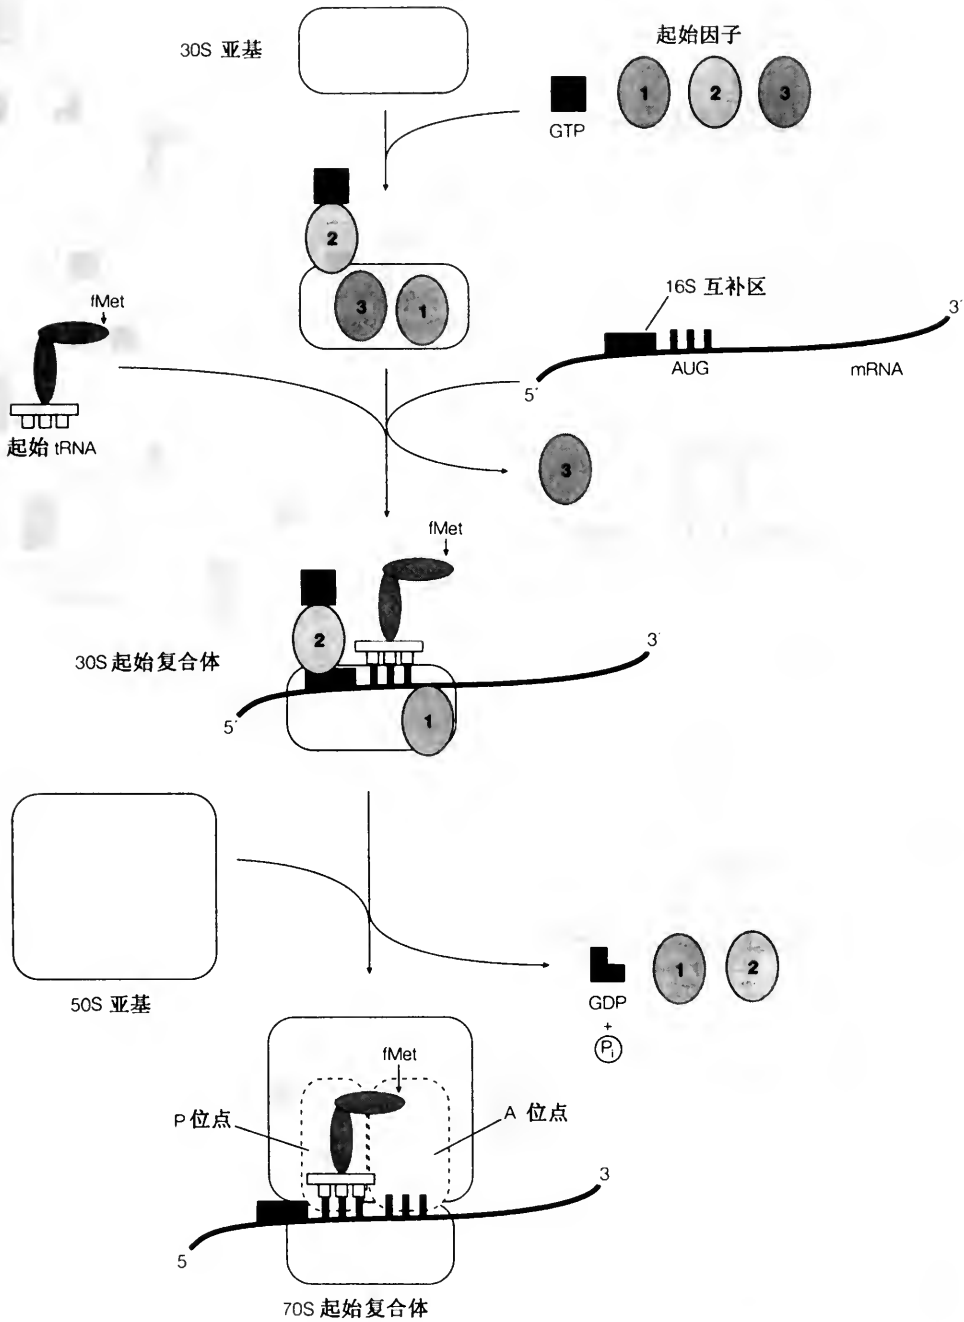 30S 亚基
起始因子
1
2
3
GTP
2
3
1
fMet
起始 tRNA
16S 互补区
3′
AUG
mRNA
5′
3
fMet
2
30S 起始复合体
3′
5′
1
50S 亚基
1
2
GDP
+
Pi
fMet
P 位点
A 位点
3
5
70S 起始复合体